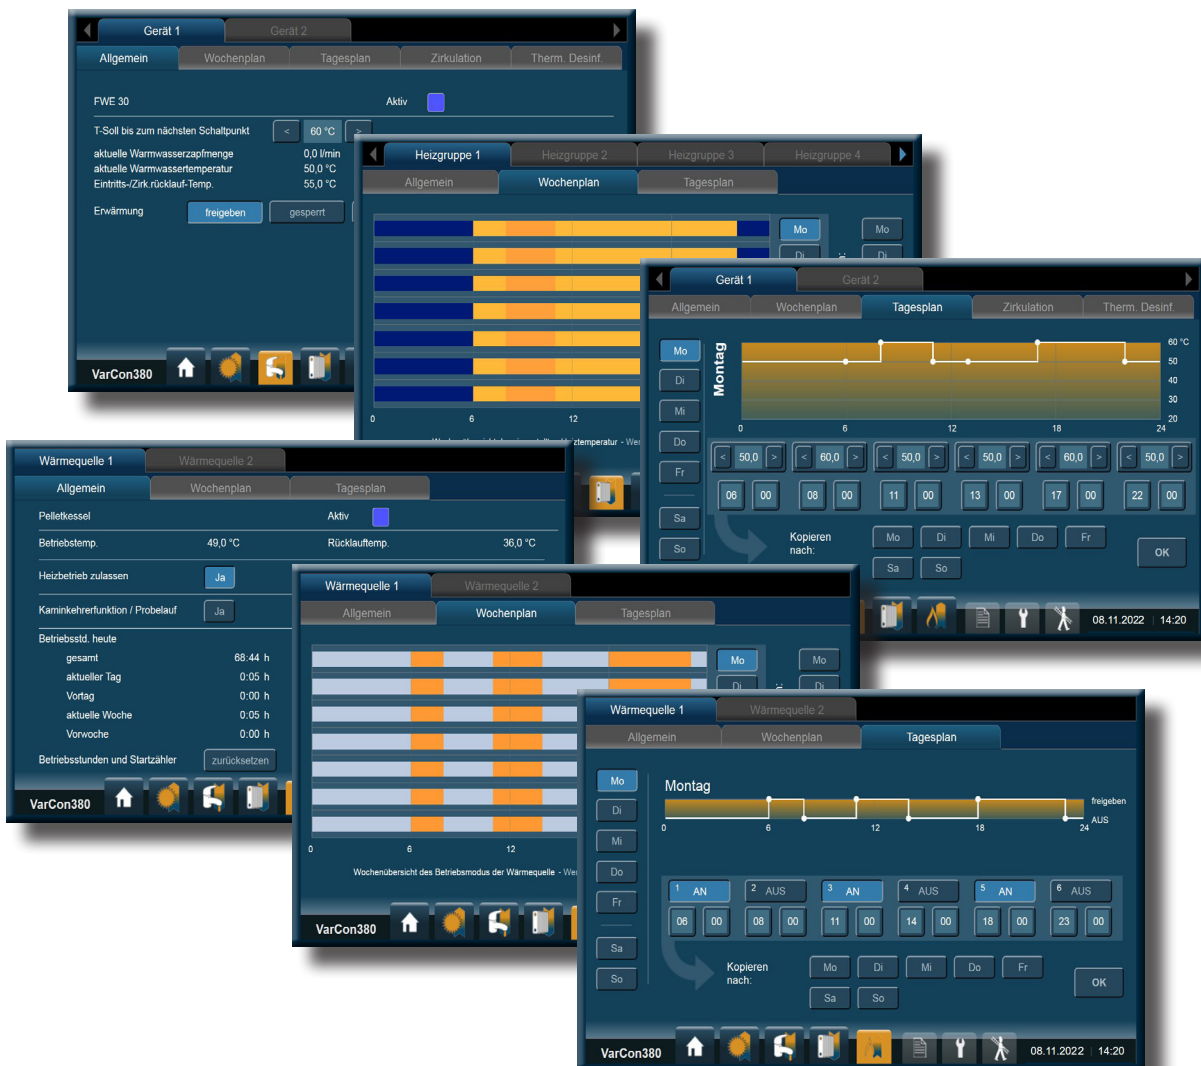 Gerät 1
Gerät 2
Allgemein
Wochenplan
Tagesplan
Zirkulation
Therm. Desinf.
FWE 30
Aktiv
T-Soll bis zum nächsten Schaltpunkt
<
60 °C
>
aktuelle Warmwasserzapfmenge
0,0 l/min
aktuelle Warmwassertemperatur
50,0 °C
Eintritts-/Zirk.rücklauf-Temp.
55,0 °C
Erwärmung
freigeben
gesperrt
VarCon380
Heizgruppe 1
Heizgruppe 2
Heizgruppe 3
Heizgruppe 4
Allgemein
Wochenplan
Tagesplan
Mo
Mo
Di
Di
0
6
12
Gerät 1
Gerät 2
Allgemein
Wochenplan
Tagesplan
Zirkulation
Therm. Desinf.
Mo
Di
Mi
Do
Fr
Sa
So
Montag
60 °C
50
40
30
20
0
6
12
18
24
< 50,0 >
< 60,0 >
< 50,0 >
< 50,0 >
< 60,0 >
< 50,0 >
06 00
08 00
11 00
13 00
17 00
22 00
Kopieren
nach:
Mo
Di
Mi
Do
Fr
Sa
So
OK
08.11.2022
14:20
Wärmequelle 1
Wärmequelle 2
Allgemein
Wochenplan
Tagesplan
Pelletkessel
Aktiv
Betriebstemp.
49,0 °C
Rücklauftemp.
36,0 °C
Heizbetrieb zulassen
Ja
Kaminkehrerfunktion / Probelauf
Ja
Betriebsstd. heute
gesamt
68:44 h
aktueller Tag
0:05 h
Vortag
0:00 h
aktuelle Woche
0:05 h
Vorwoche
0:00 h
Betriebsstunden und Startzähler
zurücksetzen
VarCon380
Wärmequelle 1
Wärmequelle 2
Allgemein
Wochenplan
Tagesplan
Mo
Mo
Di
Di
0
6
12
Wochenübersicht des Betriebsmodus der Wärmequelle
VarCon380
Wärmequelle 1
Wärmequelle 2
Allgemein
Wochenplan
Tagesplan
Mo
Di
Mi
Do
Fr
Sa
So
Montag
freigeben
AUS
0
6
12
18
24
1 AN
2 AUS
3 AN
4 AUS
5 AN
6 AUS
06 00
08 00
11 00
14 00
18 00
23 00
Kopieren
nach:
Mo
Di
Mi
Do
Fr
Sa
So
OK
VarCon380
08.11.2022
14:20